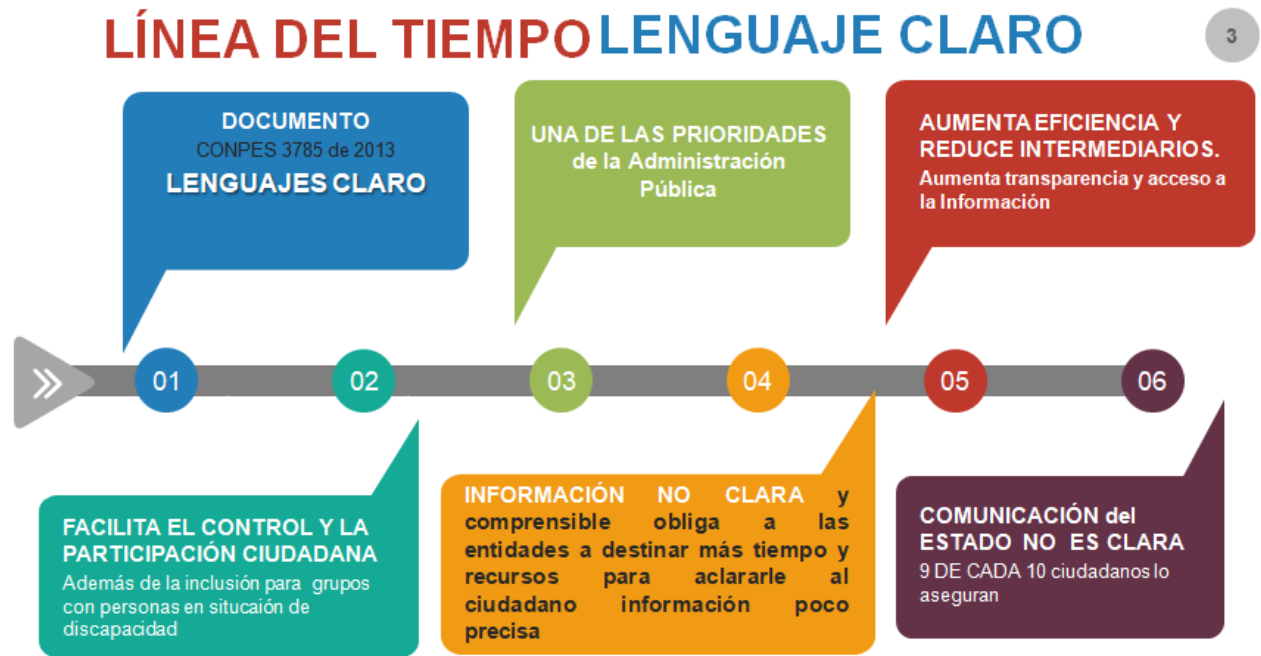 LÍNEA DEL TIEMPO LENGUAJE CLARO
3
DOCUMENTO
CONPES 3785 de 2013
LENGUAJES CLARO
UNA DE LAS PRIORIDADES
de la Administración
Pública
AUMENTA EFICIENCIA Y
REDUCE INTERMEDIARIOS.
Aumenta transparencia y acceso a
la Información
01
02
03
04
05
06
FACILITA EL CONTROL Y LA
PARTICIPACIÓN CIUDADANA
Además de la inclusión para grupos
con personas en situcaión de
discapacidad
INFORMACIÓN NO CLARA y
comprensible obliga a las
entidades a destinar más tiempo y
recursos para aclararle al
ciudadano información poco
precisa
COMUNICACIÓN del
ESTADO NO ES CLARA
9 DE CADA 10 ciudadanos lo
aseguran